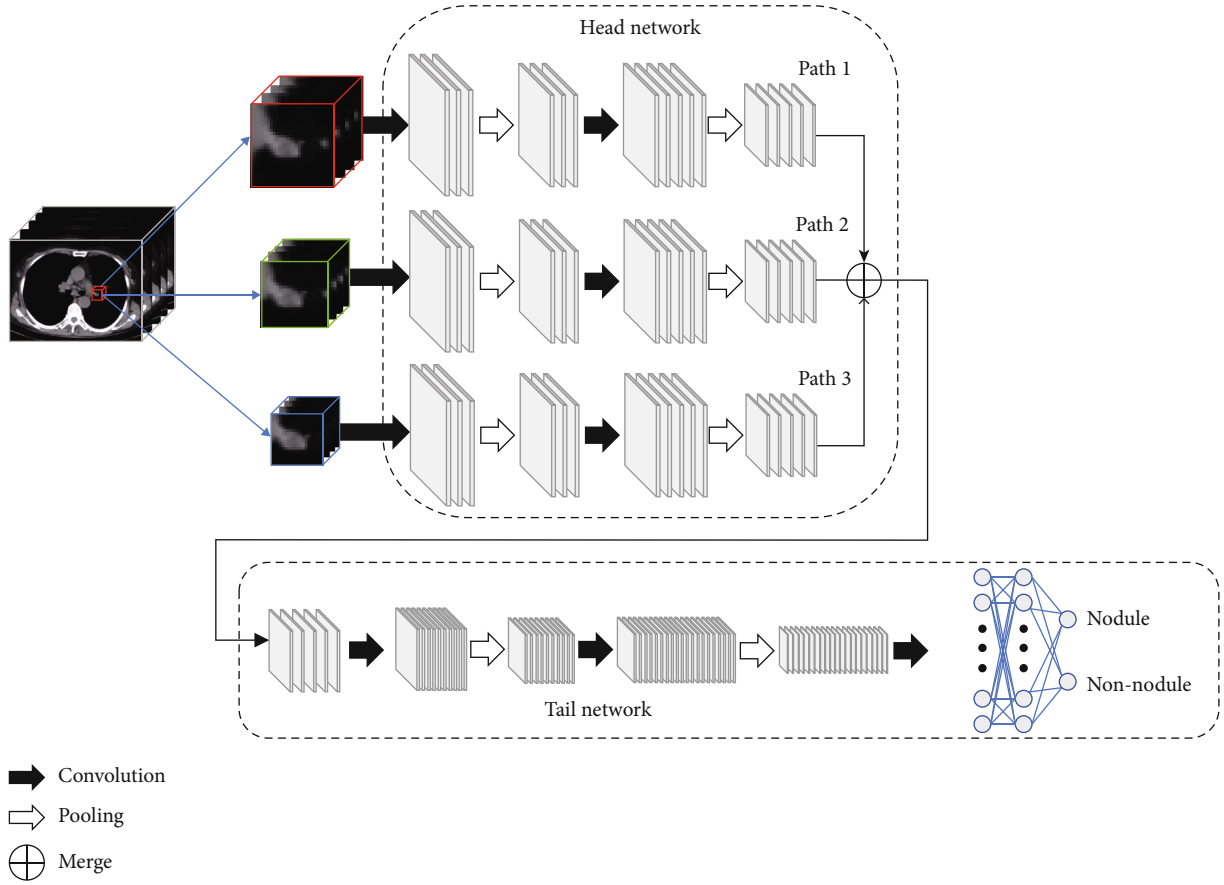 Head network
Path 1
Path 2
Path 3
Nodule
Non-nodule
Tail network
Convolution
Pooling
Merge